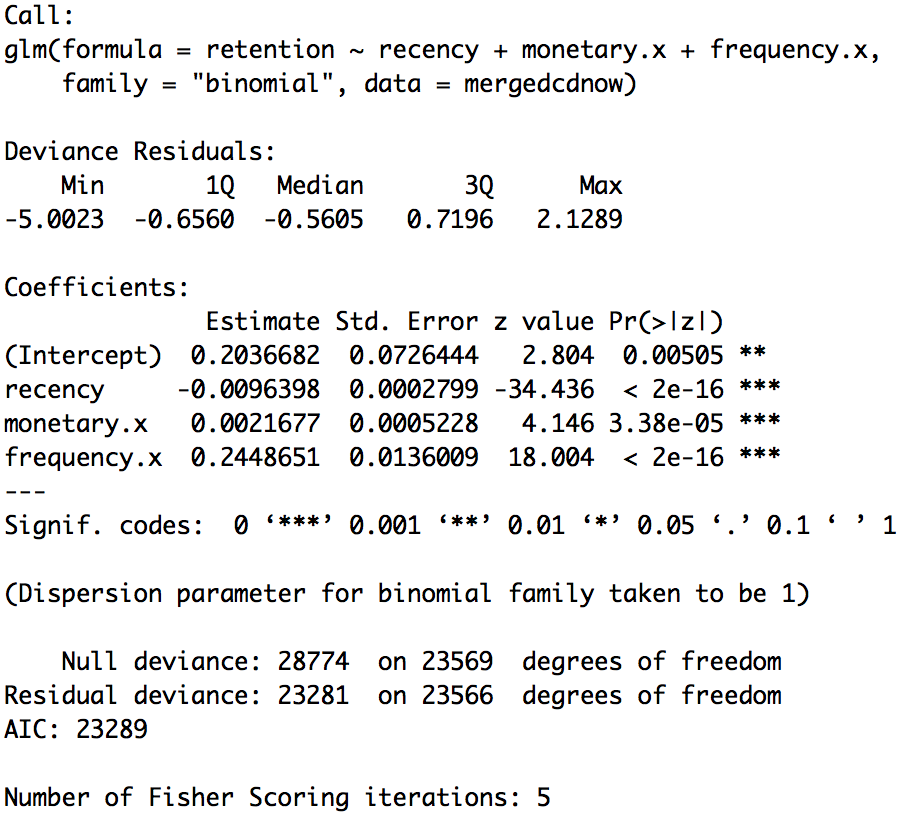 Call:
glm(formula = retention ~ recency + monetary.x + frequency.x,
    family = "binomial", data = mergedcdnow)

Deviance Residuals:
    Min       1Q   Median       3Q      Max
-5.0023  -0.6560  -0.5605   0.7196   2.1289

Coefficients:
              Estimate Std. Error z value Pr(>|z|)
(Intercept)  0.2036682  0.0726444   2.804  0.00505 **
recency     -0.0096398  0.0002799 -34.436  < 2e-16 ***
monetary.x   0.0021677  0.0005228   4.146 3.38e-05 ***
frequency.x  0.2448651  0.0136009  18.004  < 2e-16 ***
---
Signif. codes:  0 ‘***’ 0.001 ‘**’ 0.01 ‘*’ 0.05 ‘.’ 0.1 ‘ ’ 1

(Dispersion parameter for binomial family taken to be 1)

    Null deviance: 28774  on 23569  degrees of freedom
Residual deviance: 23281  on 23566  degrees of freedom
AIC: 23289

Number of Fisher Scoring iterations: 5